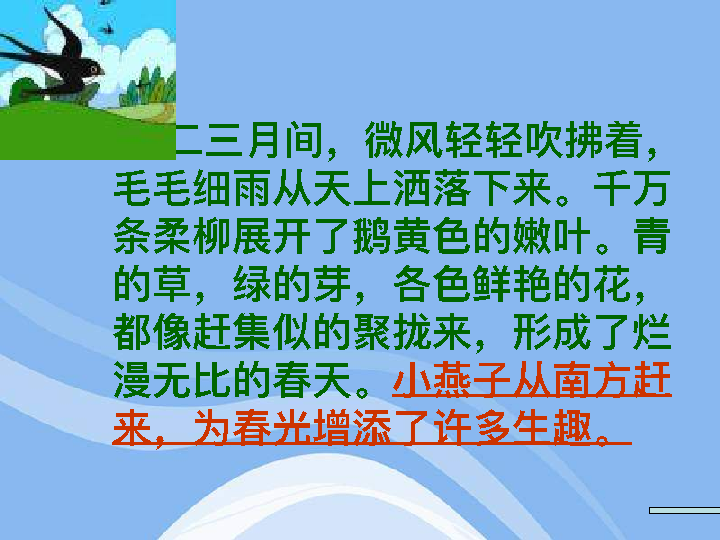 二三月间，微风轻轻吹拂着，
毛毛细雨从天上洒落下来。千万
条柔柳展开了鹅黄色的嫩叶。青
的草，绿的芽，各色鲜艳的花，
都像赶集似的聚拢来，形成了烂
漫无比的春天。小燕子从南方赶
来，为春光增添了许多生趣。